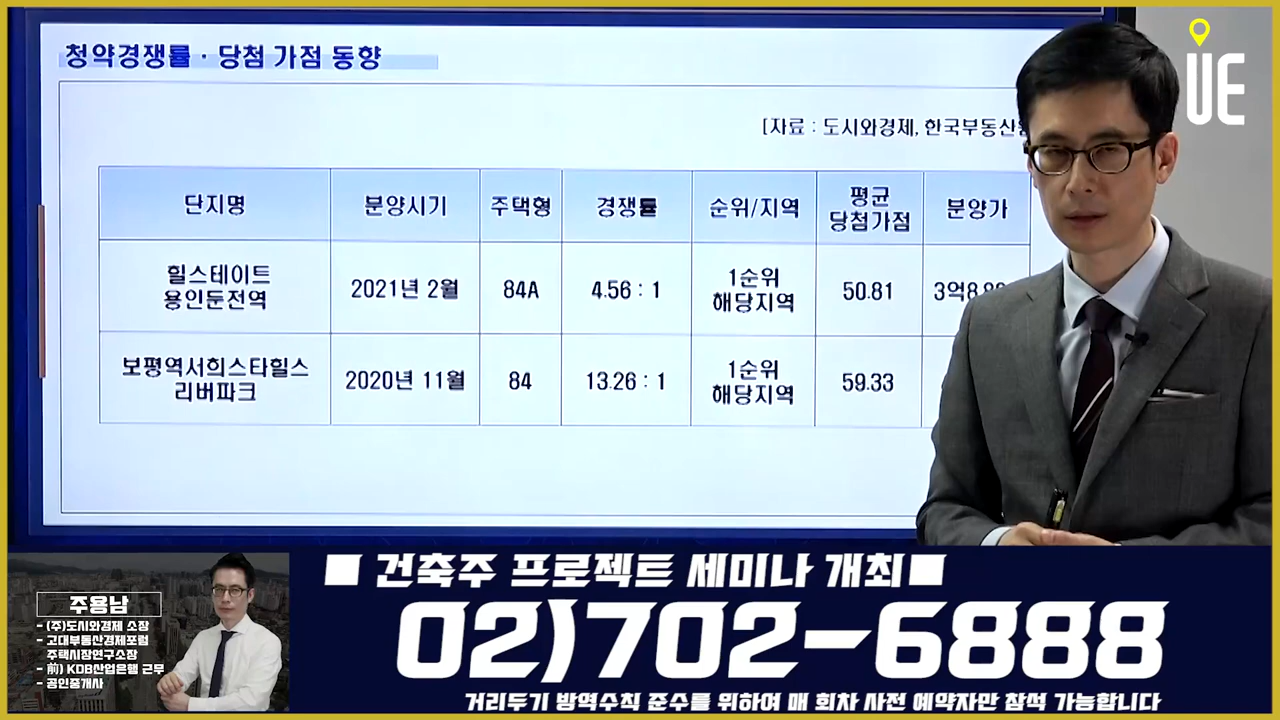 청약경쟁률 · 당첨 가점 동향
UE
[자료 : 도시와경제, 한국부동산
단지명 분양시기 주택형 경쟁률 순위/지역 평균 당첨가점 분양가
힐스테이트 용인둔전역 2021년 2월 84A 4.56 : 1 1순위 해당지역 50.81 3억8,
보평역서희스타힐스 리버파크 2020년 11월 84 13.26 : 1 1순위 해당지역 59.33
■ 건축주 프로젝트 세미나 개최■
02)702-6888
거리두기 방역수칙 준수를 위하여 매 회차 사전 예약자만 참석 가능합니다
주용남
- (주)도시와경제 소장
- 고대부동산경제포럼
주택시장연구소장
- 前) KDB산업은행 근무
- 공인중개사